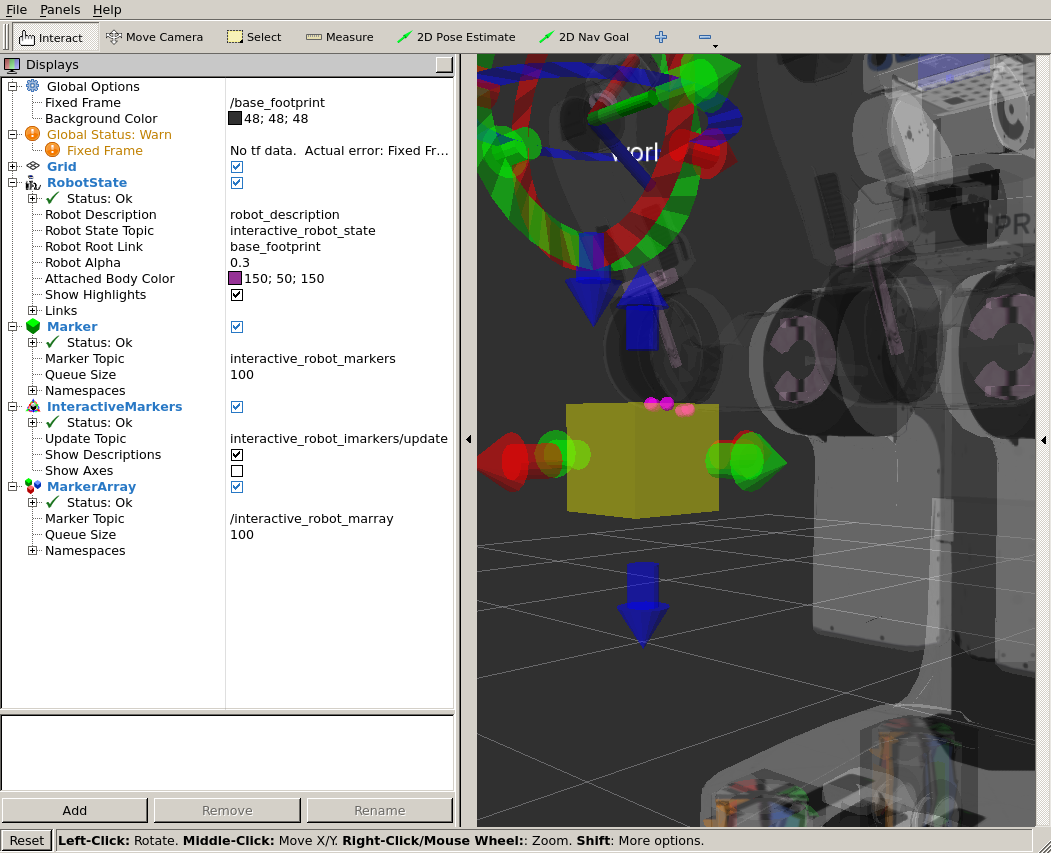 File Panels Help
Interact Move Camera Select Measure 2D Pose Estimate 2D Nav Goal
Displays
Global Options
Fixed Frame /base_footprint
Background Color 48; 48; 48
Global Status: Warn
Fixed Frame No tf data.  Actual error: Fixed Fr...
Grid
RobotState
Status: Ok
Robot Description robot_description
Robot State Topic interactive_robot_state
Robot Root Link base_footprint
Robot Alpha 0.3
Attached Body Color 150; 50; 150
Show Highlights
Links
Marker
Status: Ok
Marker Topic interactive_robot_markers
Queue Size 100
Namespaces
InteractiveMarkers
Status: Ok
Update Topic interactive_robot_imarkers/update
Show Descriptions
Show Axes
MarkerArray
Status: Ok
Marker Topic /interactive_robot_marray
Queue Size 100
Namespaces
Add Remove Rename
worl
PR
Reset Left-Click: Rotate. Middle-Click: Move X/Y. Right-Click/Mouse Wheel:: Zoom. Shift: More options.